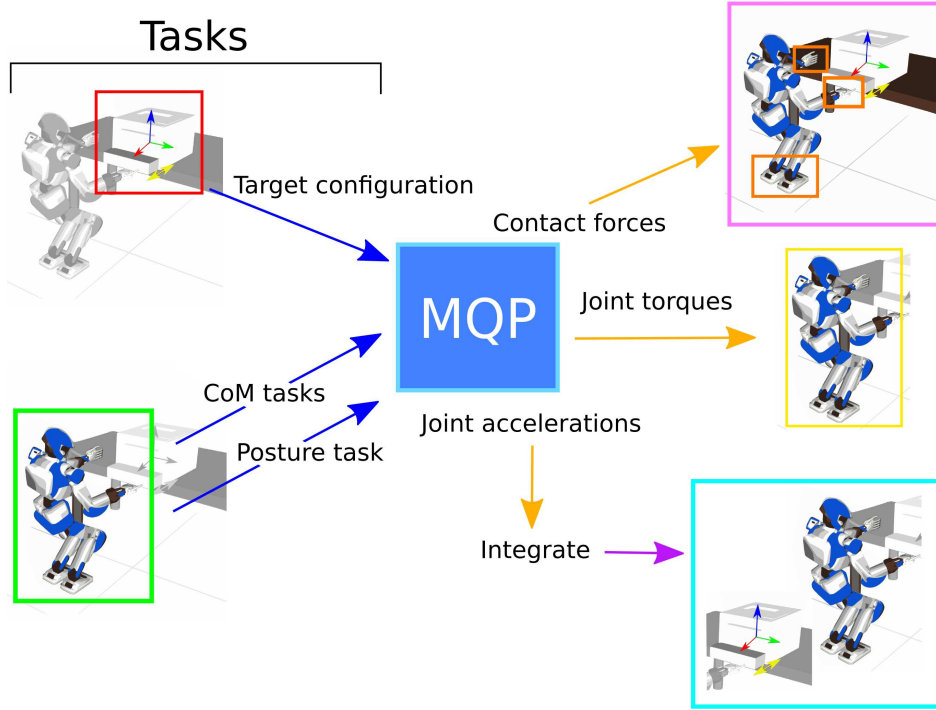 Tasks
Target configuration
Contact forces
MQP
Joint torques
CoM tasks
Joint accelerations
Posture task
Integrate